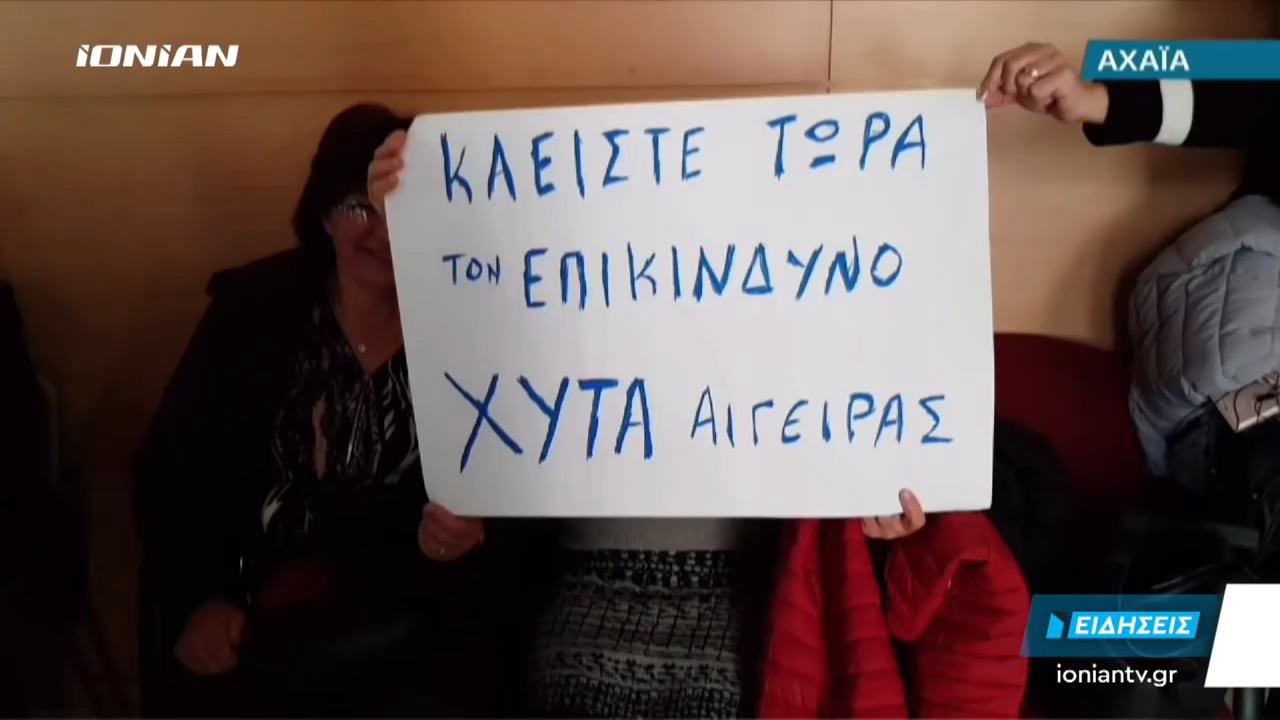 IONIAN
ΑΧΑΪΑ
ΚΛΕΙΣΤΕ ΤΩΡΑ
ΤΟΝ ΕΠΙΚΙΝΔΥΝΟ
ΧΥΤΑ ΑΙΓΕΙΡΑΣ
ΕΙΔΗΣΕΙΣ
ioniantv.gr